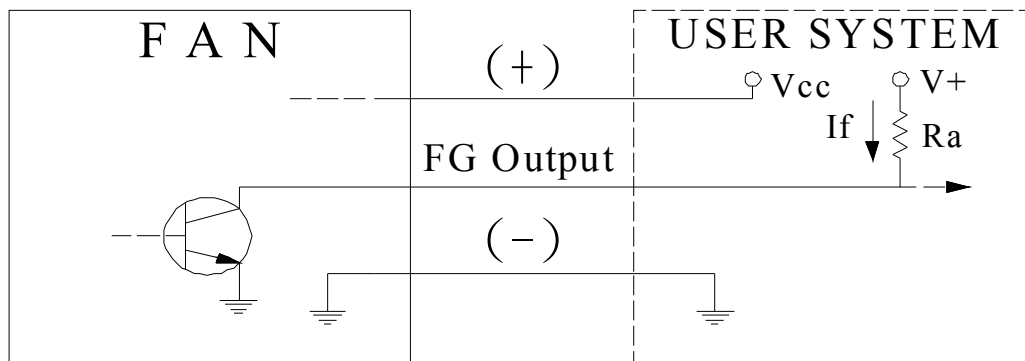 F A N
USER SYSTEM
(+)
Vcc
V+
If
Ra
FG Output
(-)